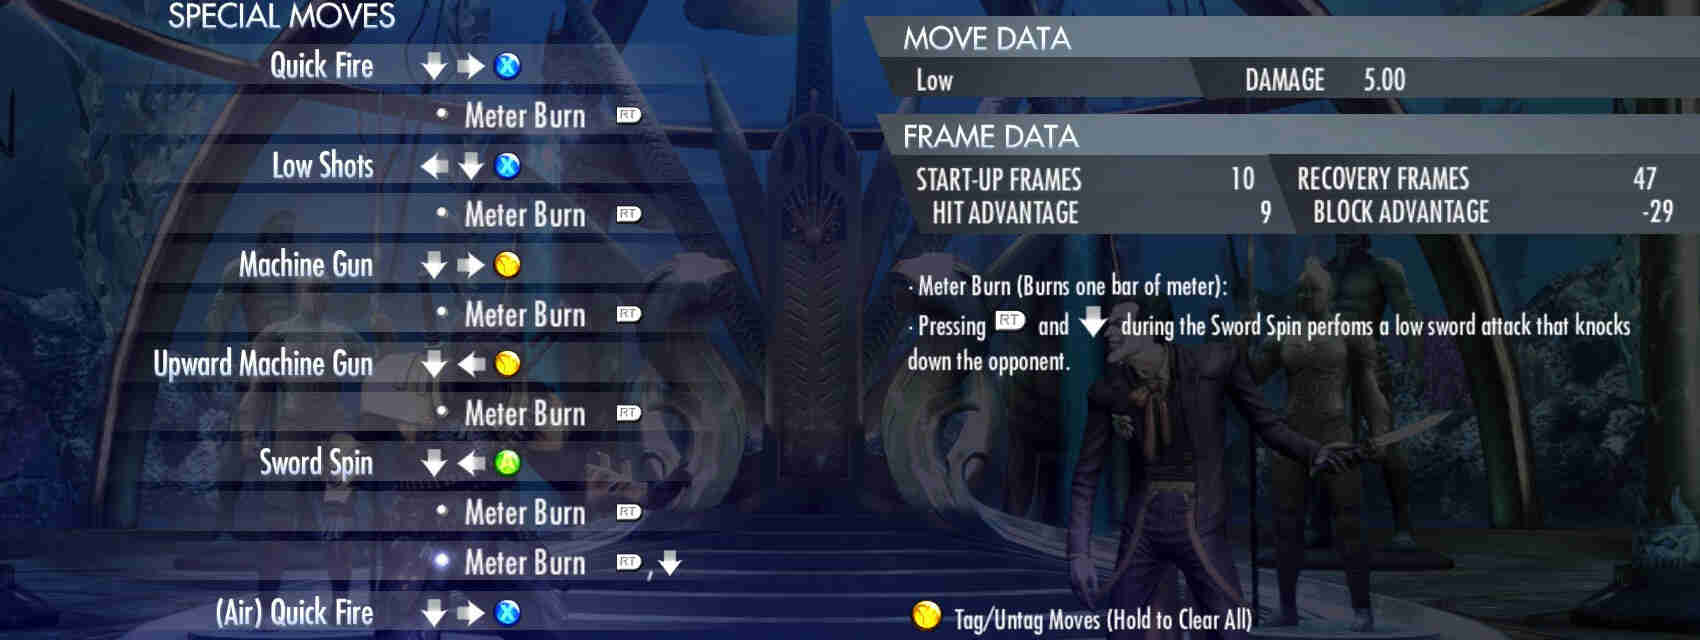 SPECIAL MOVES
Quick Fire X
Meter Burn RT
Low Shots X
Meter Burn RT
Machine Gun Y
Meter Burn RT
Upward Machine Gun Y
Meter Burn RT
Sword Spin A
Meter Burn RT
Meter Burn RT ,
(Air) Quick Fire X
MOVE DATA
Low DAMAGE 5.00
FRAME DATA
START-UP FRAMES 10 RECOVERY FRAMES 47
HIT ADVANTAGE 9 BLOCK ADVANTAGE -29
· Meter Burn (Burns one bar of meter):
· Pressing RT and during the Sword Spin perfoms a low sword attack that knocks
down the opponent.
Y Tag/Untag Moves (Hold to Clear All)